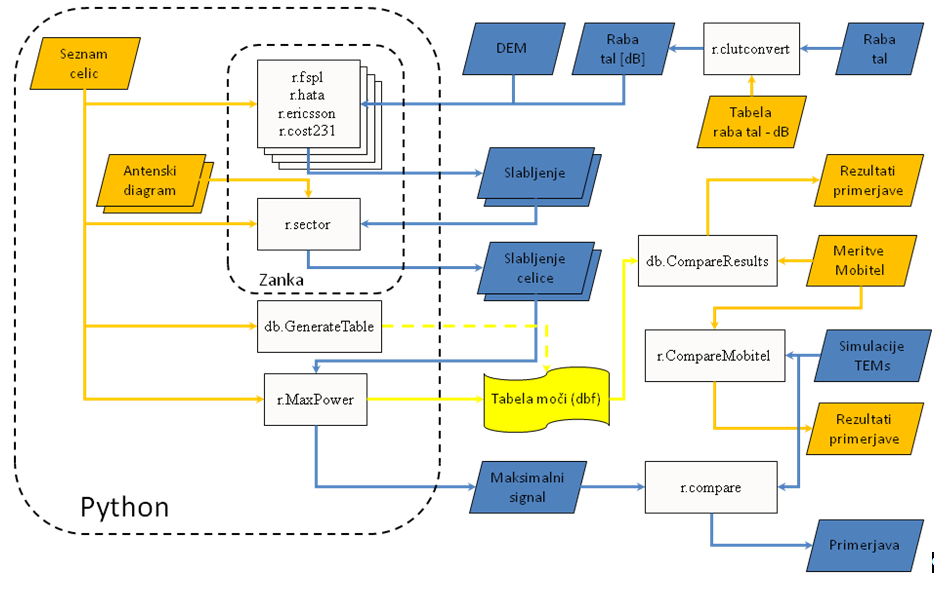 Seznam
celic
r.fspl
r.hata
r.ericsson
r.cost231
DEM
Raba
tal [dB]
r.clutconvert
Raba
tal
Tabela
raba tal - dB
Antenski
diagram
Slabljenje
Rezultati
primerjave
r.sector
Slabljenje
celice
db.CompareResults
Meritve
Mobitel
Zanka
db.GenerateTable
r.CompareMobitel
Simulacije
TEMs
r.MaxPower
Tabela moči (dbf)
Rezultati
primerjave
Maksimalni
signal
r.compare
Python
Primerjava